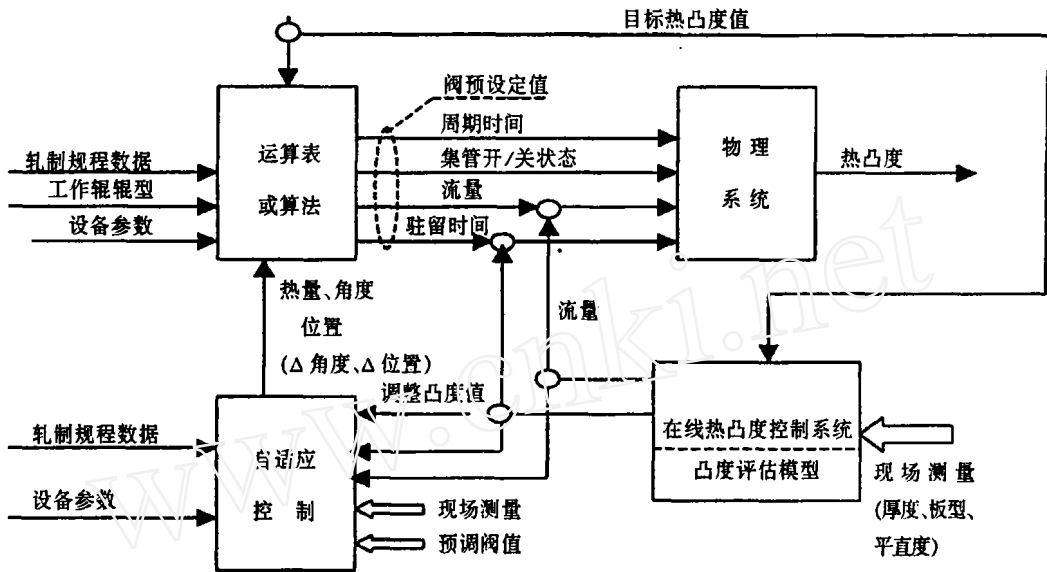 目标热凸度值
阀预设定值
周期时间
集管开/关状态
流量
驻留时间
运算表
或算法
轧制规程数据
工作辊辊型
设备参数
物理
系统
热凸度
热量、角度
位置
(Δ角度、Δ位置)
流量
调整凸度值
轧制规程数据
设备参数
自适应
控制
现场测量
预调阀值
在线热凸度控制系统
凸度评估模型
现场测量
(厚度、板型、
平直度)
www.cnki.net